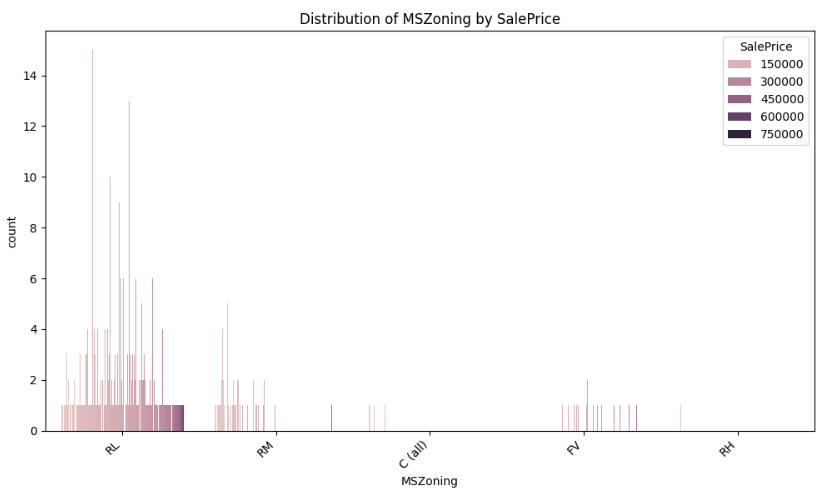 Distribution of MSZoning by SalePrice
SalePrice
150000
300000
450000
600000
750000
14
12
10
8
6
4
2
0
count
RL
RM
C (all)
FV
RH
MSZoning